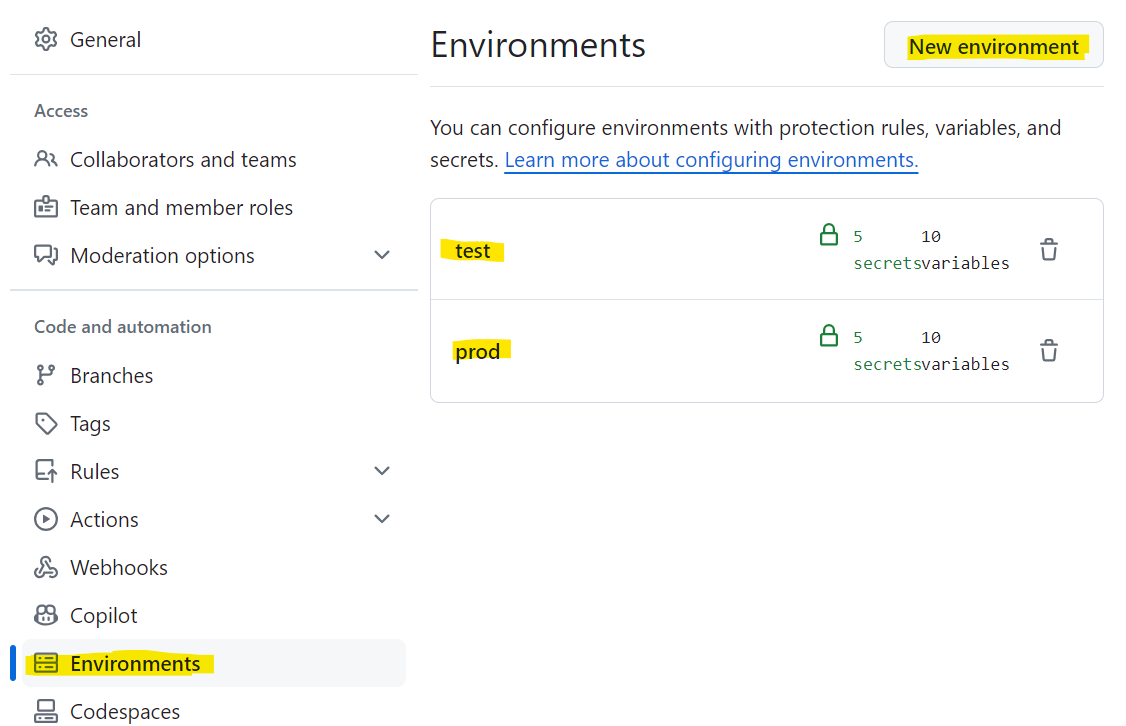 General
Access
Collaborators and teams
Team and member roles
Moderation options
Code and automation
Branches
Tags
Rules
Actions
Webhooks
Copilot
Environments
Codespaces
Environments
New environment
You can configure environments with protection rules, variables, and
secrets. Learn more about configuring environments.
test
5 10
secrets variables
prod
5 10
secrets variables